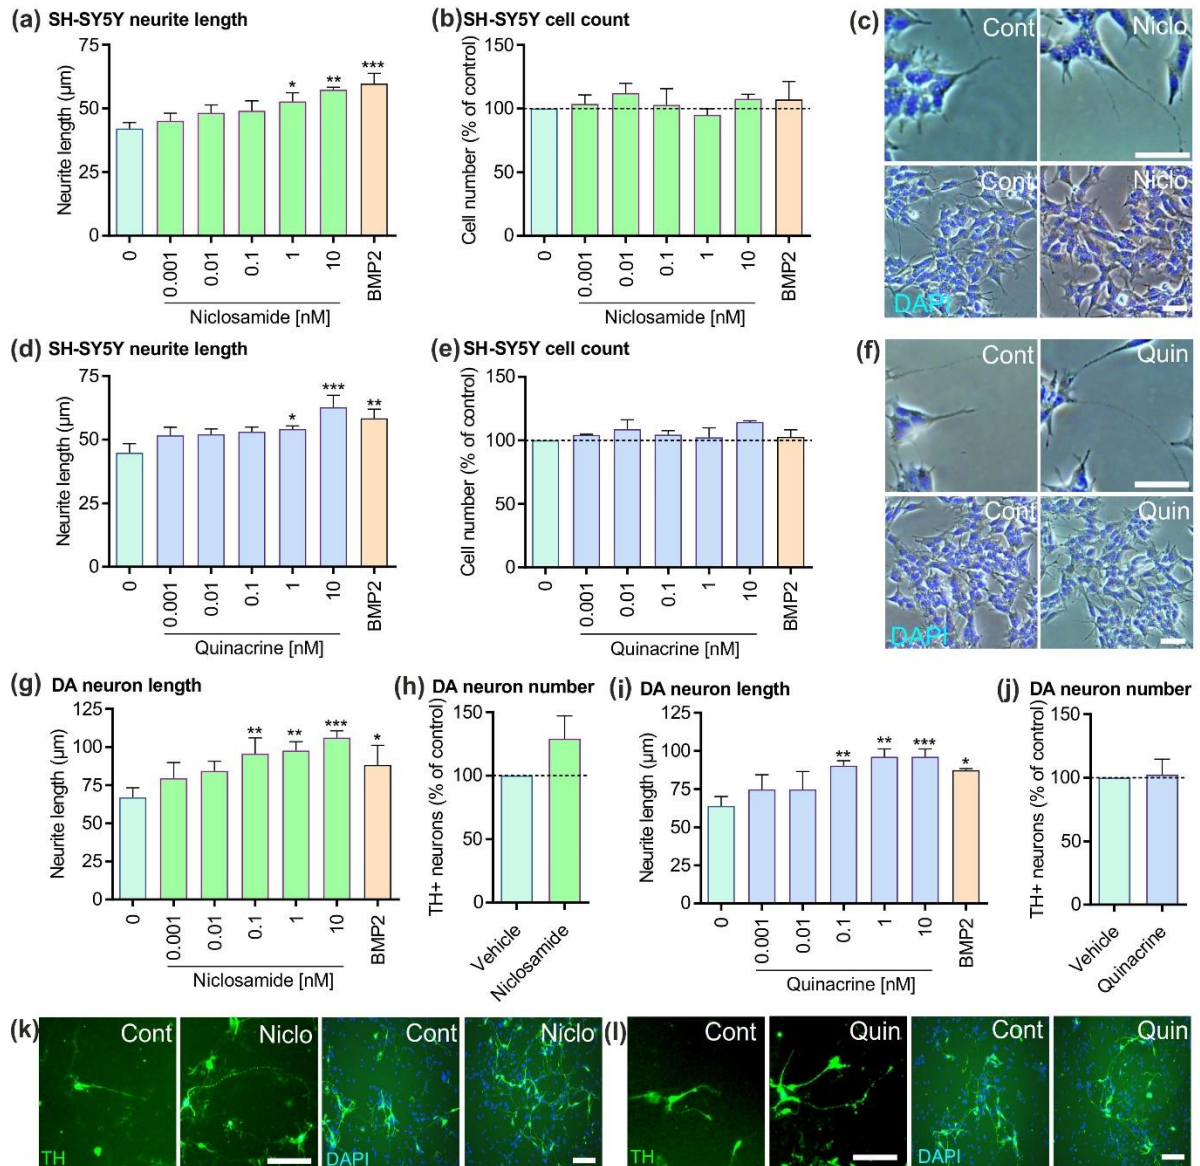 (a) SH-SY5Y neurite length
Neurite length (µm)
75
50
25
0
* ** ***
0 0.001 0.01 0.1 1 10 BMP2
Niclosamide [nM]
(b) SH-SY5Y cell count
Cell number (% of control)
150
100
50
0
0 0.001 0.01 0.1 1 10 BMP2
Niclosamide [nM]
(c)
Cont Niclo
Cont Niclo
DAPI
(d) SH-SY5Y neurite length
Neurite length (µm)
75
50
25
0
* *** **
0 0.001 0.01 0.1 1 10 BMP2
Quinacrine [nM]
(e) SH-SY5Y cell count
Cell number (% of control)
150
100
50
0
0 0.001 0.01 0.1 1 10 BMP2
Quinacrine [nM]
(f)
Cont Quin
Cont Quin
DAPI
(g) DA neuron length
Neurite length (µm)
125
100
75
50
25
0
** ** *** *
0 0.001 0.01 0.1 1 10 BMP2
Niclosamide [nM]
(h) DA neuron number
TH+ neurons (% of control)
150
100
50
0
Vehicle Niclosamide
(i) DA neuron length
Neurite length (µm)
125
100
75
50
25
0
** ** *** *
0 0.001 0.01 0.1 1 10 BMP2
Quinacrine [nM]
(j) DA neuron number
TH+ neurons (% of control)
150
100
50
0
Vehicle Quinacrine
(k) Cont Niclo Cont Niclo
TH DAPI
(l) Cont Quin Cont Quin
TH DAPI